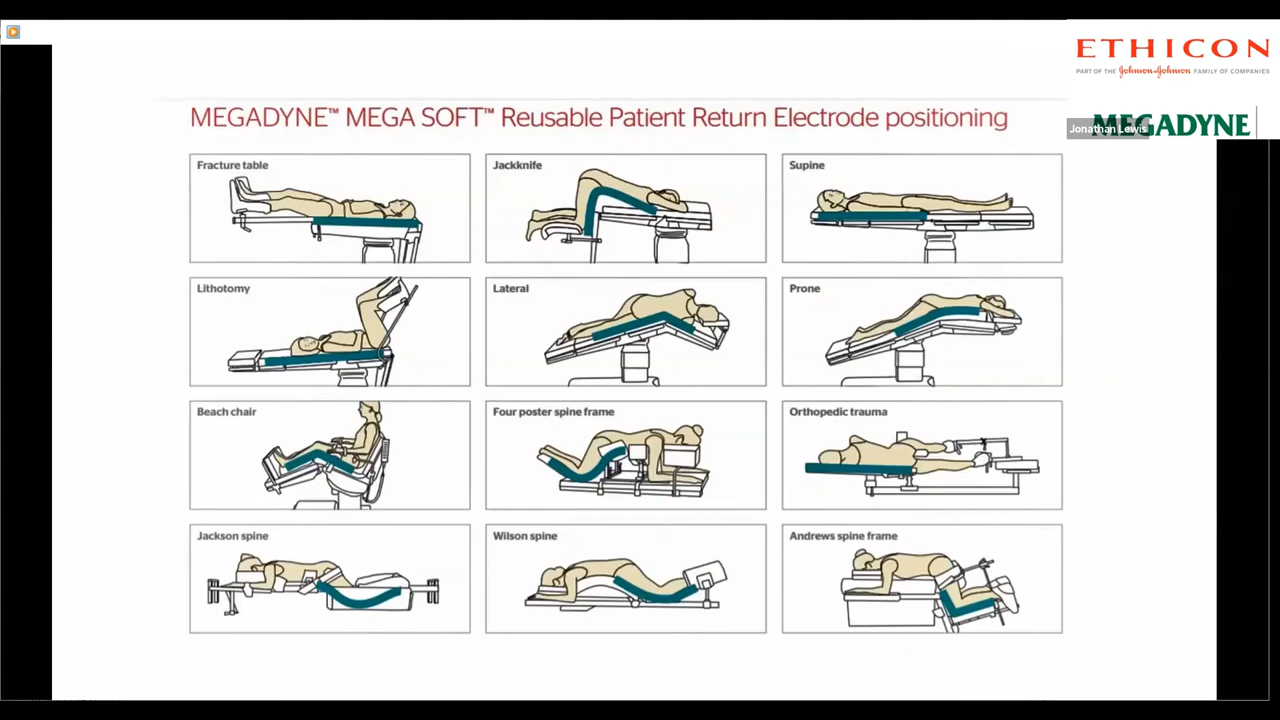 ETHICON
PART OF THE Johnson & Johnson FAMILY OF COMPANIES
MEGADYNE
Jonathan Lewis
MEGADYNE™ MEGA SOFT™ Reusable Patient Return Electrode positioning
Fracture table
Jackknife
Supine
Lithotomy
Lateral
Prone
Beach chair
Four poster spine frame
Orthopedic trauma
Jackson spine
Wilson spine
Andrews spine frame